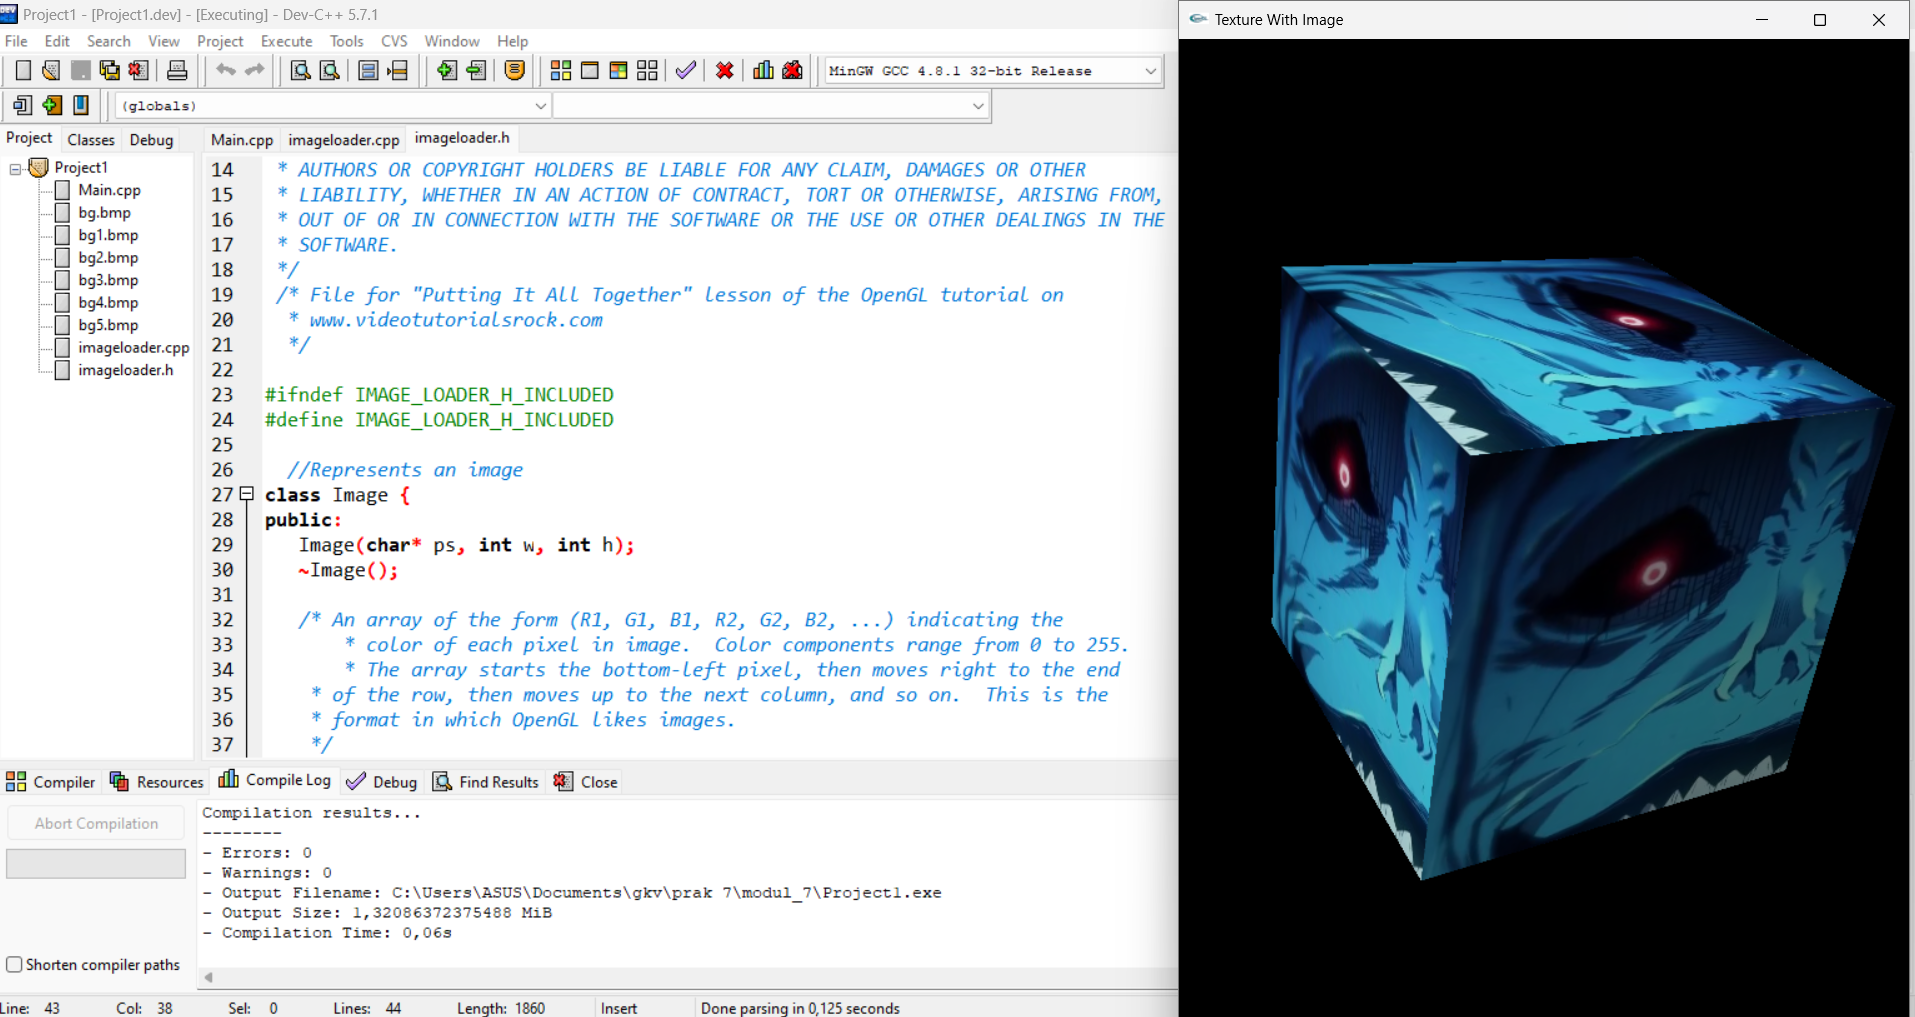 Project1 - [Project1.dev] - [Executing] - Dev-C++ 5.7.1
File Edit Search View Project Execute Tools CVS Window Help
MinGW GCC 4.8.1 32-bit Release
(globals)
Project Classes Debug
Main.cpp imageloader.cpp imageloader.h
Project1
Main.cpp
bg.bmp
bg1.bmp
bg2.bmp
bg3.bmp
bg4.bmp
bg5.bmp
imageloader.cpp
imageloader.h
14 * AUTHORS OR COPYRIGHT HOLDERS BE LIABLE FOR ANY CLAIM, DAMAGES OR OTHER
15 * LIABILITY, WHETHER IN AN ACTION OF CONTRACT, TORT OR OTHERWISE, ARISING FROM,
16 * OUT OF OR IN CONNECTION WITH THE SOFTWARE OR THE USE OR OTHER DEALINGS IN THE
17 * SOFTWARE.
18 */
19 /* File for "Putting It All Together" lesson of the OpenGL tutorial on
20 * www.videotutorialsrock.com
21 */
22
23 #ifndef IMAGE_LOADER_H_INCLUDED
24 #define IMAGE_LOADER_H_INCLUDED
25
26 //Represents an image
27 class Image {
28 public:
29 Image(char* ps, int w, int h);
30 ~Image();
31
32 /* An array of the form (R1, G1, B1, R2, G2, B2, ...) indicating the
33 * color of each pixel in image.  Color components range from 0 to 255.
34 * The array starts the bottom-left pixel, then moves right to the end
35 * of the row, then moves up to the next column, and so on.  This is the
36 * format in which OpenGL likes images.
37 */
Compiler Resources Compile Log Debug Find Results Close
Abort Compilation
Shorten compiler paths
Compilation results...
--------
- Errors: 0
- Warnings: 0
- Output Filename: C:\Users\ASUS\Documents\gkv\prak 7\modul_7\Project1.exe
- Output Size: 1,32086372375488 MiB
- Compilation Time: 0,06s
Line: 43 Col: 38 Sel: 0 Lines: 44 Length: 1860 Insert Done parsing in 0,125 seconds
Texture With Image